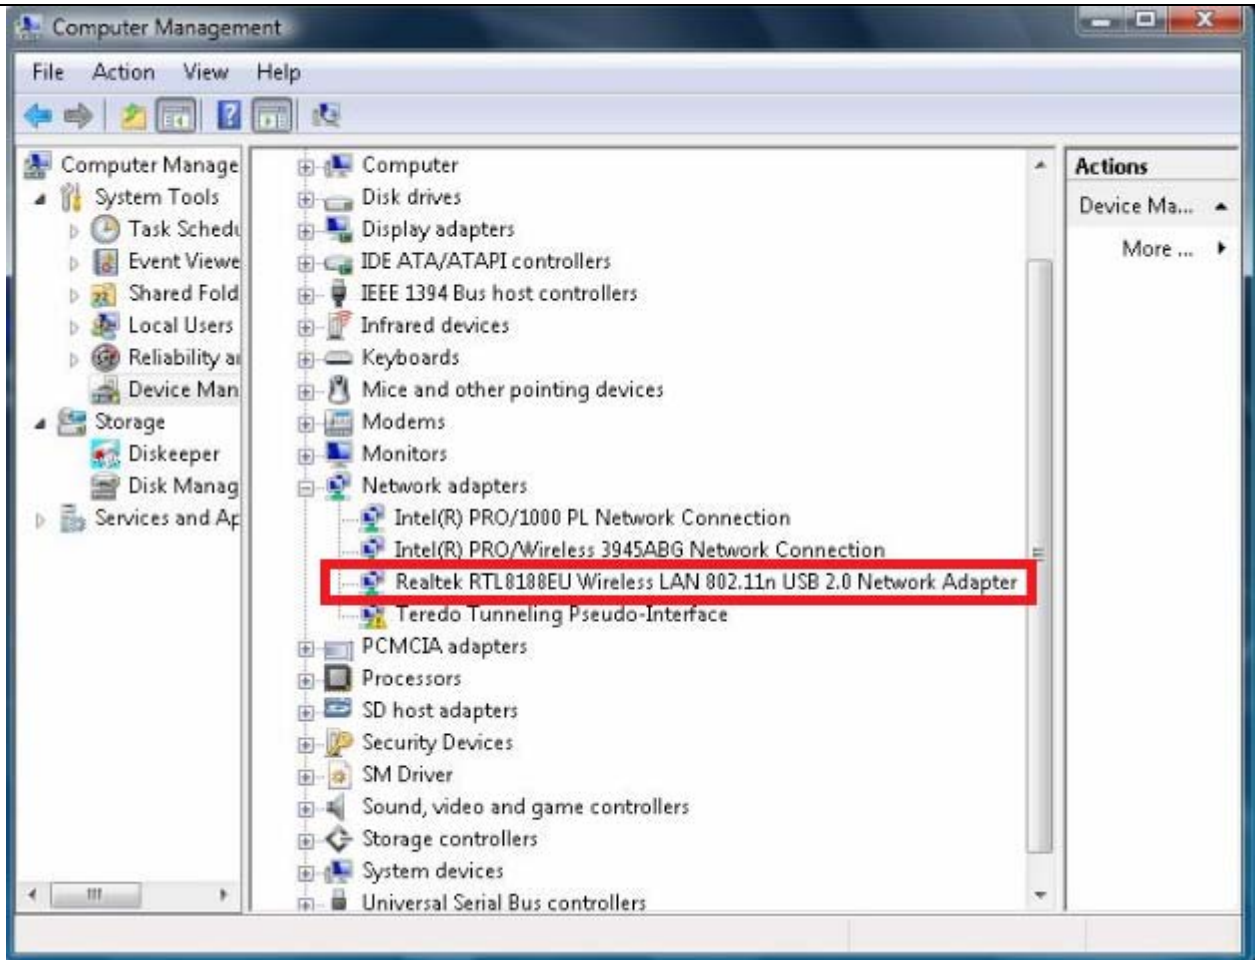 Computer Management
File Action View Help
Computer Manage
System Tools
Task Schedu
Event Viewe
Shared Fold
Local Users
Reliability a
Device Man
Storage
Diskeeper
Disk Manag
Services and Ap
Computer
Disk drives
Display adapters
IDE ATA/ATAPI controllers
IEEE 1394 Bus host controllers
Infrared devices
Keyboards
Mice and other pointing devices
Modems
Monitors
Network adapters
Intel(R) PRO/1000 PL Network Connection
Intel(R) PRO/Wireless 3945ABG Network Connection
Realtek RTL8188EU Wireless LAN 802.11n USB 2.0 Network Adapter
Teredo Tunneling Pseudo-Interface
PCMCIA adapters
Processors
SD host adapters
Security Devices
SM Driver
Sound, video and game controllers
Storage controllers
System devices
Universal Serial Bus controllers
Actions
Device Ma...
More ...